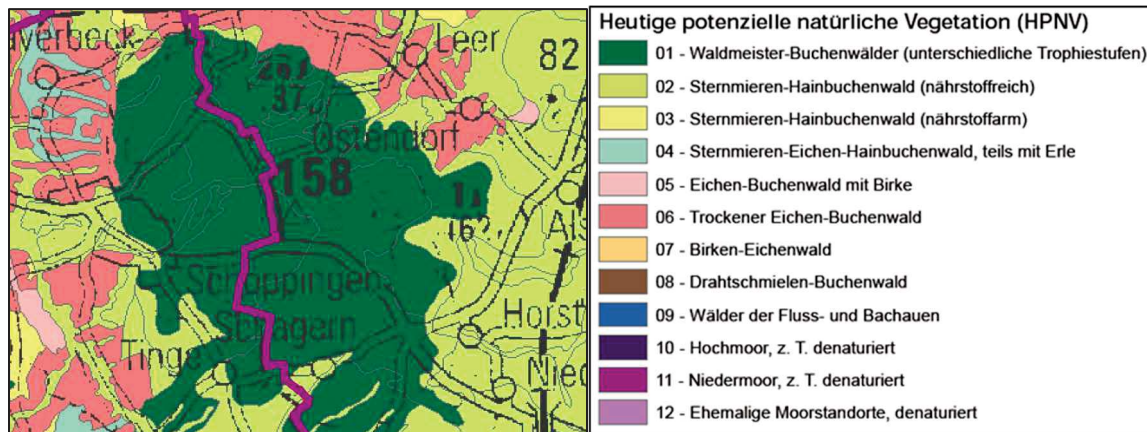 Leer
82
Ostendorf
158
Schöppingen
Schagern
Horst
Tinge
Heutige potenzielle natürliche Vegetation (HPNV)
01 - Waldmeister-Buchenwälder (unterschiedliche Trophiestufen)
02 - Sternmieren-Hainbuchenwald (nährstoffreich)
03 - Sternmieren-Hainbuchenwald (nährstoffarm)
04 - Sternmieren-Eichen-Hainbuchenwald, teils mit Erle
05 - Eichen-Buchenwald mit Birke
06 - Trockener Eichen-Buchenwald
07 - Birken-Eichenwald
08 - Drahtschmielen-Buchenwald
09 - Wälder der Fluss- und Bachauen
10 - Hochmoor, z. T. denaturiert
11 - Niedermoor, z. T. denaturiert
12 - Ehemalige Moorstandorte, denaturiert